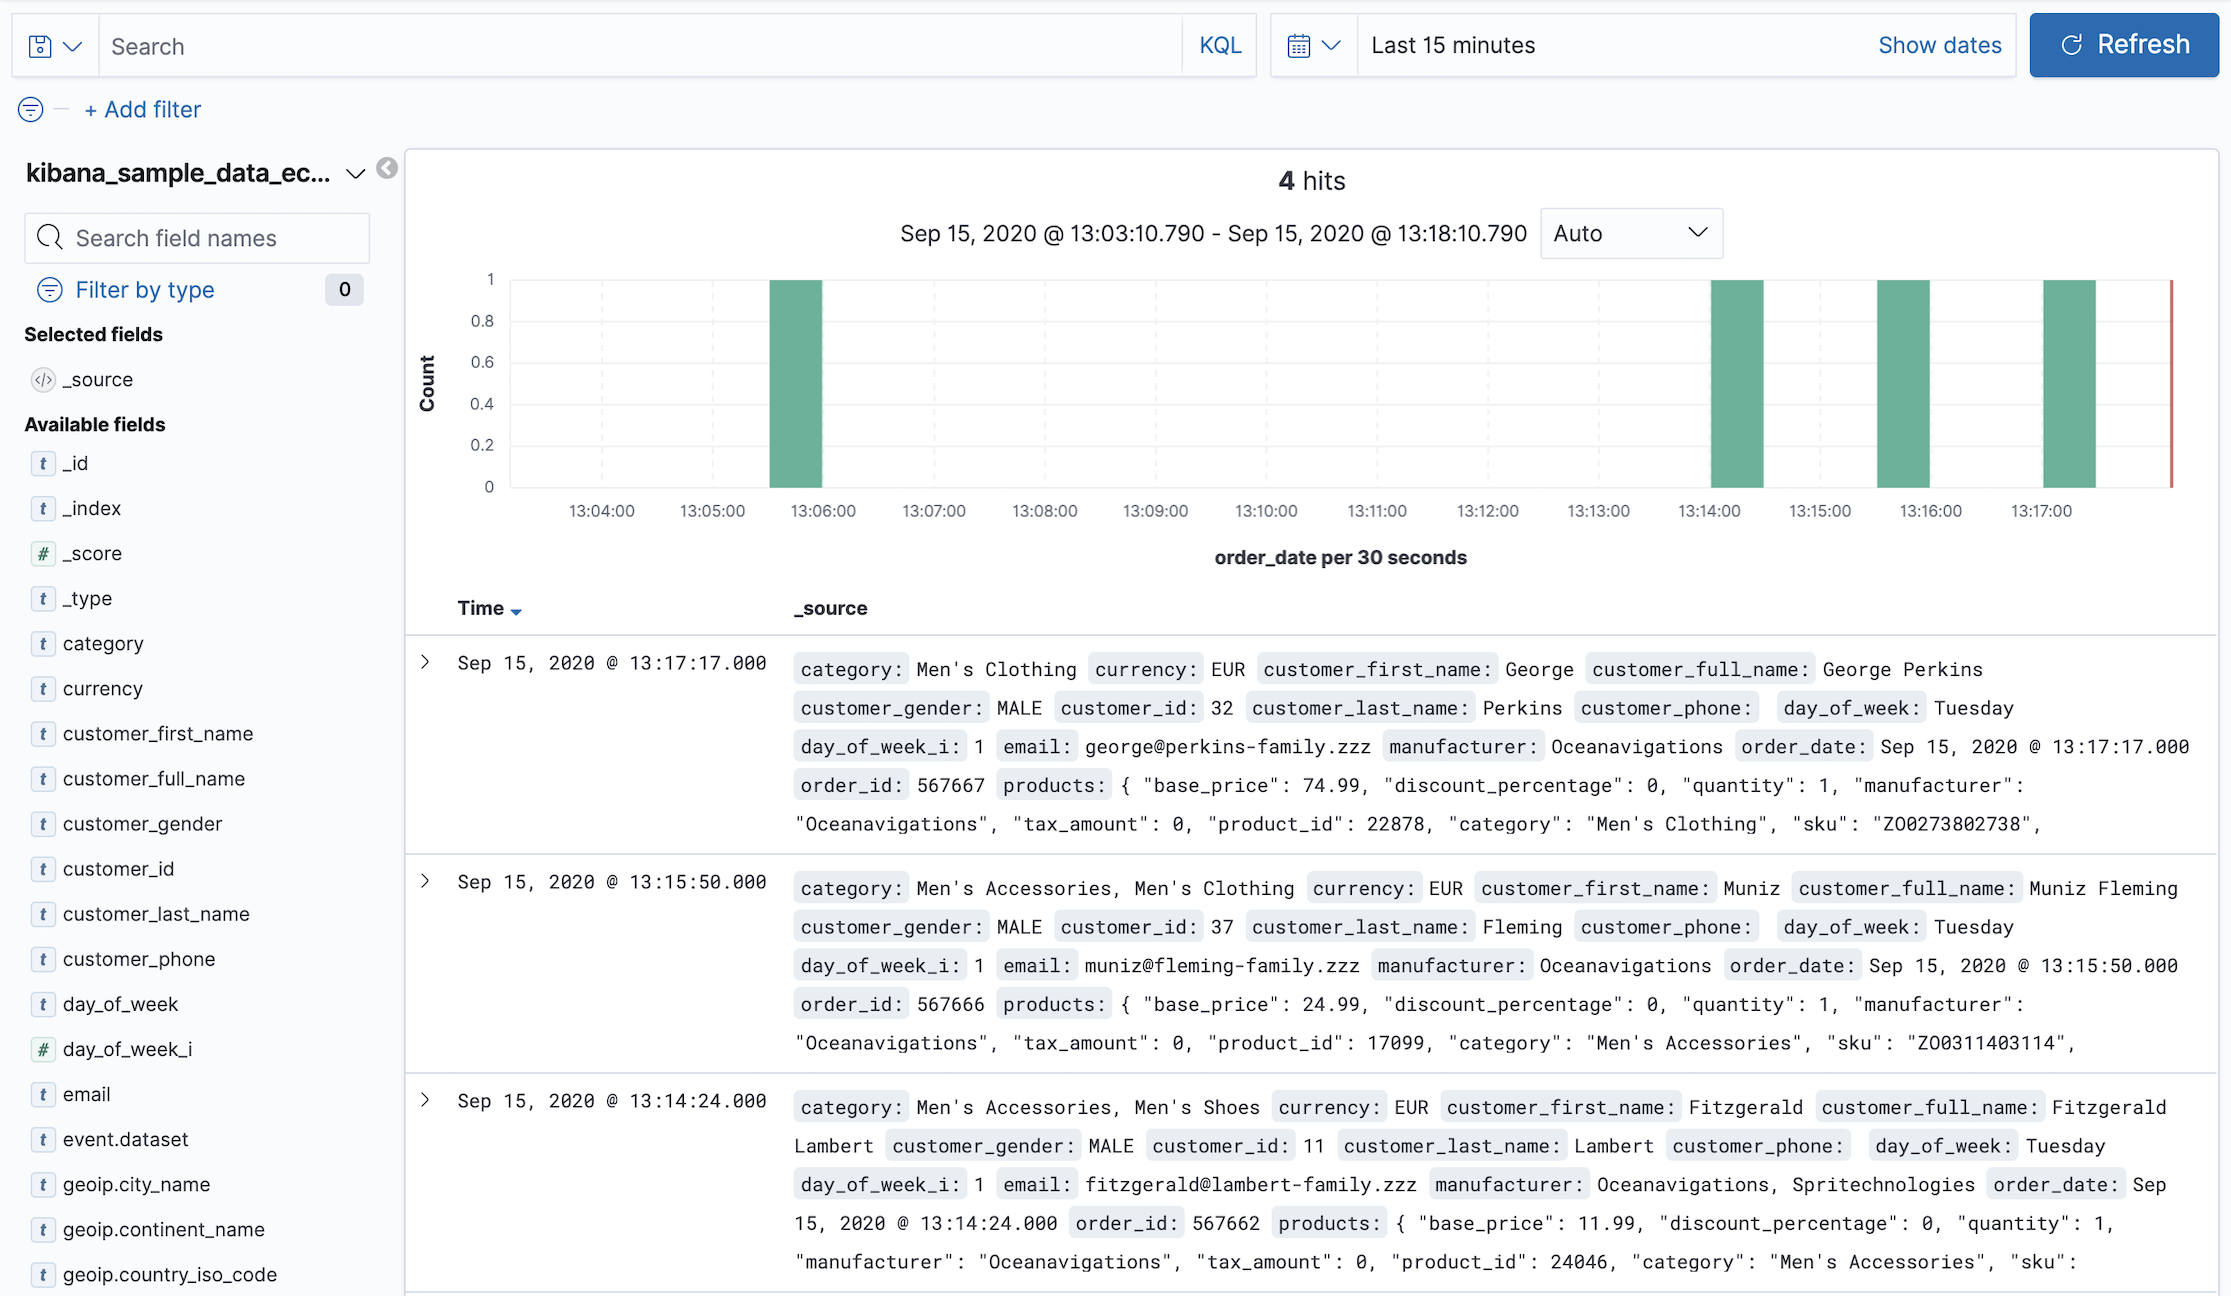 Search KQL Last 15 minutes Show dates Refresh
+ Add filter
kibana_sample_data_ec...
Search field names
Filter by type 0
Selected fields
_source
Available fields
t _id
t _index
# _score
t _type
t category
t currency
t customer_first_name
t customer_full_name
t customer_gender
t customer_id
t customer_last_name
t customer_phone
t day_of_week
# day_of_week_i
t email
t event.dataset
t geoip.city_name
t geoip.continent_name
t geoip.country_iso_code
4 hits
Sep 15, 2020 @ 13:03:10.790 - Sep 15, 2020 @ 13:18:10.790 Auto
Count
1
0.8
0.6
0.4
0.2
0
13:04:00 13:05:00 13:06:00 13:07:00 13:08:00 13:09:00 13:10:00 13:11:00 13:12:00 13:13:00 13:14:00 13:15:00 13:16:00 13:17:00
order_date per 30 seconds
Time _source
Sep 15, 2020 @ 13:17:17.000 category: Men's Clothing currency: EUR customer_first_name: George customer_full_name: George Perkins
customer_gender: MALE customer_id: 32 customer_last_name: Perkins customer_phone: day_of_week: Tuesday
day_of_week_i: 1 email: george@perkins-family.zzz manufacturer: Oceanavigations order_date: Sep 15, 2020 @ 13:17:17.000
order_id: 567667 products: { "base_price": 74.99, "discount_percentage": 0, "quantity": 1, "manufacturer":
"Oceanavigations", "tax_amount": 0, "product_id": 22878, "category": "Men's Clothing", "sku": "ZO0273802738",
Sep 15, 2020 @ 13:15:50.000 category: Men's Accessories, Men's Clothing currency: EUR customer_first_name: Muniz customer_full_name: Muniz Fleming
customer_gender: MALE customer_id: 37 customer_last_name: Fleming customer_phone: day_of_week: Tuesday
day_of_week_i: 1 email: muniz@fleming-family.zzz manufacturer: Oceanavigations order_date: Sep 15, 2020 @ 13:15:50.000
order_id: 567666 products: { "base_price": 24.99, "discount_percentage": 0, "quantity": 1, "manufacturer":
"Oceanavigations", "tax_amount": 0, "product_id": 17099, "category": "Men's Accessories", "sku": "ZO0311403114",
Sep 15, 2020 @ 13:14:24.000 category: Men's Accessories, Men's Shoes currency: EUR customer_first_name: Fitzgerald customer_full_name: Fitzgerald
Lambert customer_gender: MALE customer_id: 11 customer_last_name: Lambert customer_phone: day_of_week: Tuesday
day_of_week_i: 1 email: fitzgerald@lambert-family.zzz manufacturer: Oceanavigations, Spritechnologies order_date: Sep
15, 2020 @ 13:14:24.000 order_id: 567662 products: { "base_price": 11.99, "discount_percentage": 0, "quantity": 1,
"manufacturer": "Oceanavigations", "tax_amount": 0, "product_id": 24046, "category": "Men's Accessories", "sku":